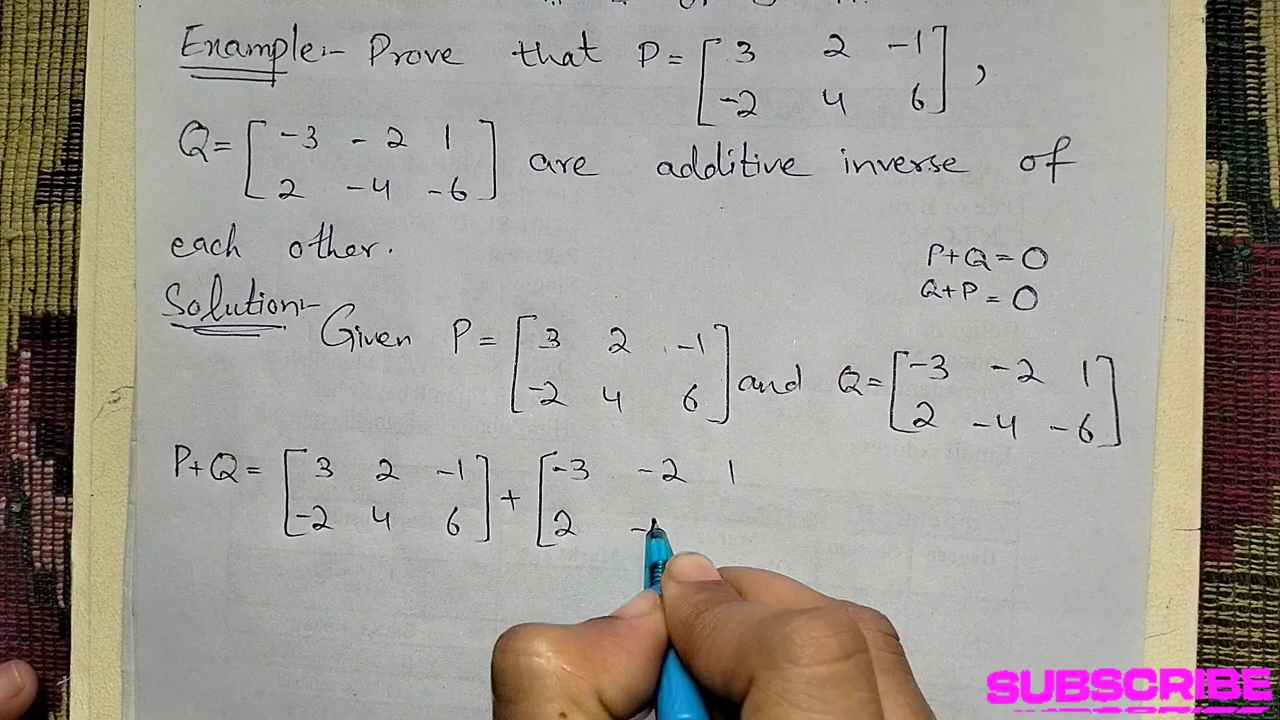 Example:- Prove that P = [ 3 2 -1
-2 4 6 ] ,
Q = [ -3 -2 1
2 -4 -6 ] are additive inverse of
each other.
P+Q = 0
Q+P = 0
Solution:-
Given P = [ 3 2 -1
-2 4 6 ] and Q = [ -3 -2 1
2 -4 -6 ]
P+Q = [ 3 2 -1
-2 4 6 ] + [ -3 -2 1
2 -
SUBSCRIBE